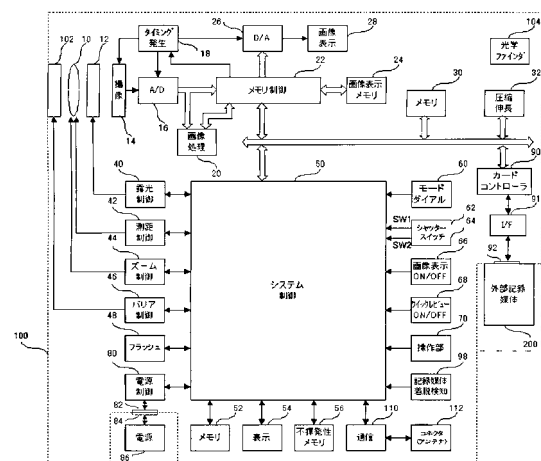 102
10
12
タイミング
発生
18
26
D/A
画像
表示
28
104
光学
ファインダ
撮像
14
A/D
16
メモリ制御
22
画像表示
メモリ
24
画像
処理
20
メモリ
30
圧縮
伸長
32
40
露光
制御
42
測距
制御
44
ズーム
制御
46
バリア
制御
48
フラッシュ
80
電源
制御
82
84
電源
86
100
50
システム
制御
60
モード
ダイアル
SW1
SW2
62
64
シャッター
スイッチ
66
画像表示
ON/OFF
68
クイックレビュー
ON/OFF
70
操作部
98
記録媒体
着脱検知
90
カード
コントローラ
91
I/F
92
外部記録
媒体
200
メモリ
52
表示
54
不揮発性
メモリ
56
通信
110
コネクタ
(アンテナ)
112